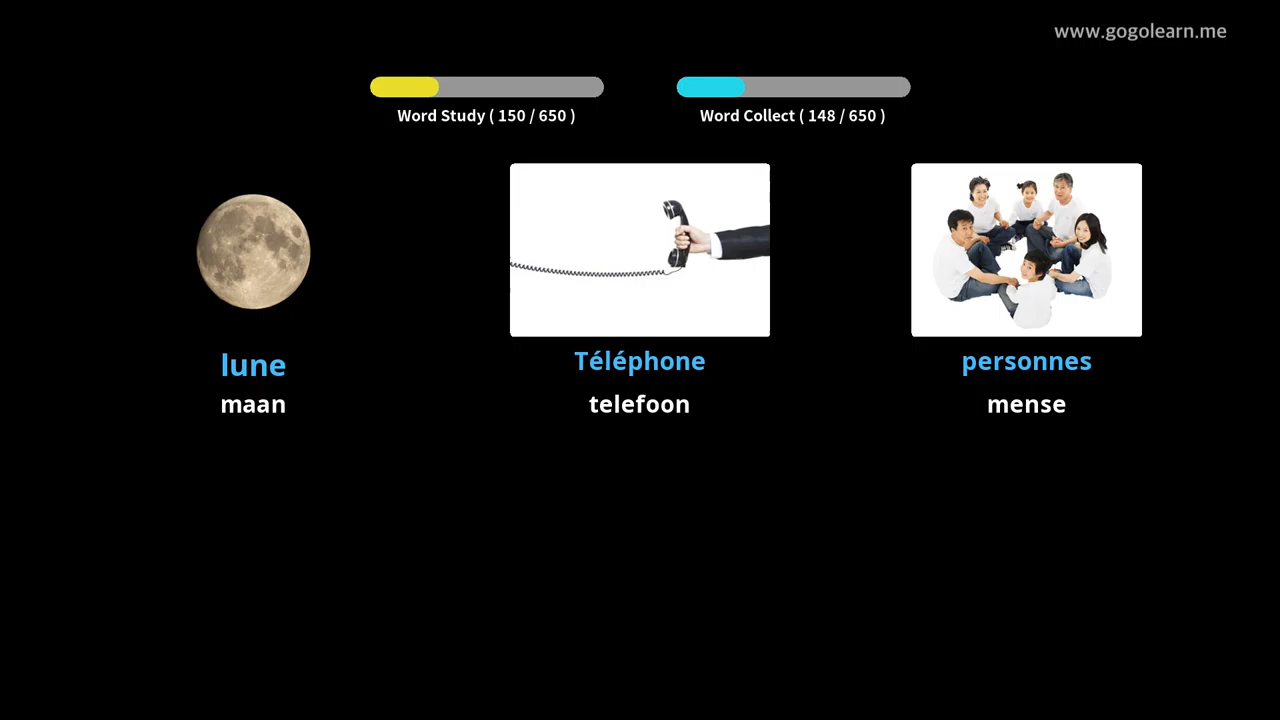 www.gogolearn.me
Word Study ( 150 / 650 )
Word Collect ( 148 / 650 )
lune
maan
Téléphone
telefoon
personnes
mense